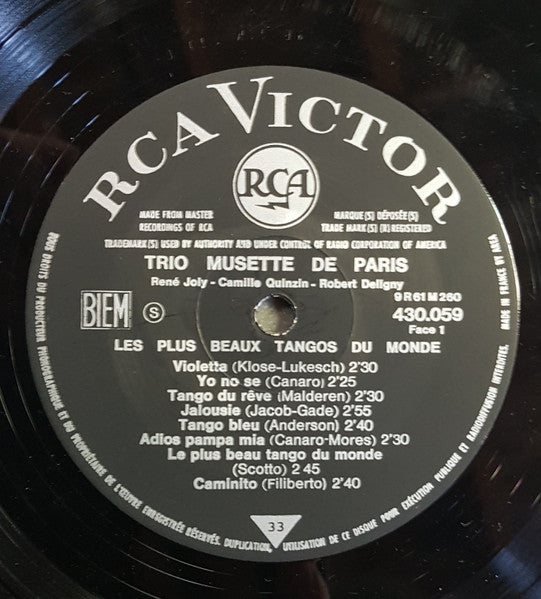 RCA VICTOR
RCA
MADE FROM MASTER
RECORDINGS OF RCA
MARQUE(S) DÉPOSÉE(S)
TRADE MARK(S) (R) REGISTERED
TRADEMARK(S) USED BY AUTHORITY AND UNDER CONTROL OF RADIO CORPORATION OF AMERICA
TRIO MUSETTE DE PARIS
René Joly - Camille Quinzin - Robert Deligny
BIEM
S
9 R 61 M 260
430.059
Face 1
LES PLUS BEAUX TANGOS DU MONDE
Violetta (Klose-Lukesch) 2'30
Yo no se (Canaro) 2'25
Tango du rêve (Malderen) 2'30
Jalousie (Jacob-Gade) 2'55
Tango bleu (Anderson) 2'40
Adios pampa mia (Canaro-Mores) 2'30
Le plus beau tango du monde
(Scotto) 2 45
Caminito (Filiberto) 2'40
33
TOUS DROITS DU PRODUCTEUR PHONOGRAPHIQUE ET DU PROPRIÉTAIRE DE L'ŒUVRE ENREGISTRÉE RÉSERVÉS. DUPLICATION, UTILISATION DE CE DISQUE POUR EXÉCUTION PUBLIQUE ET RADIODIFFUSION INTERDITES.
MADE IN FRANCE BY AREA